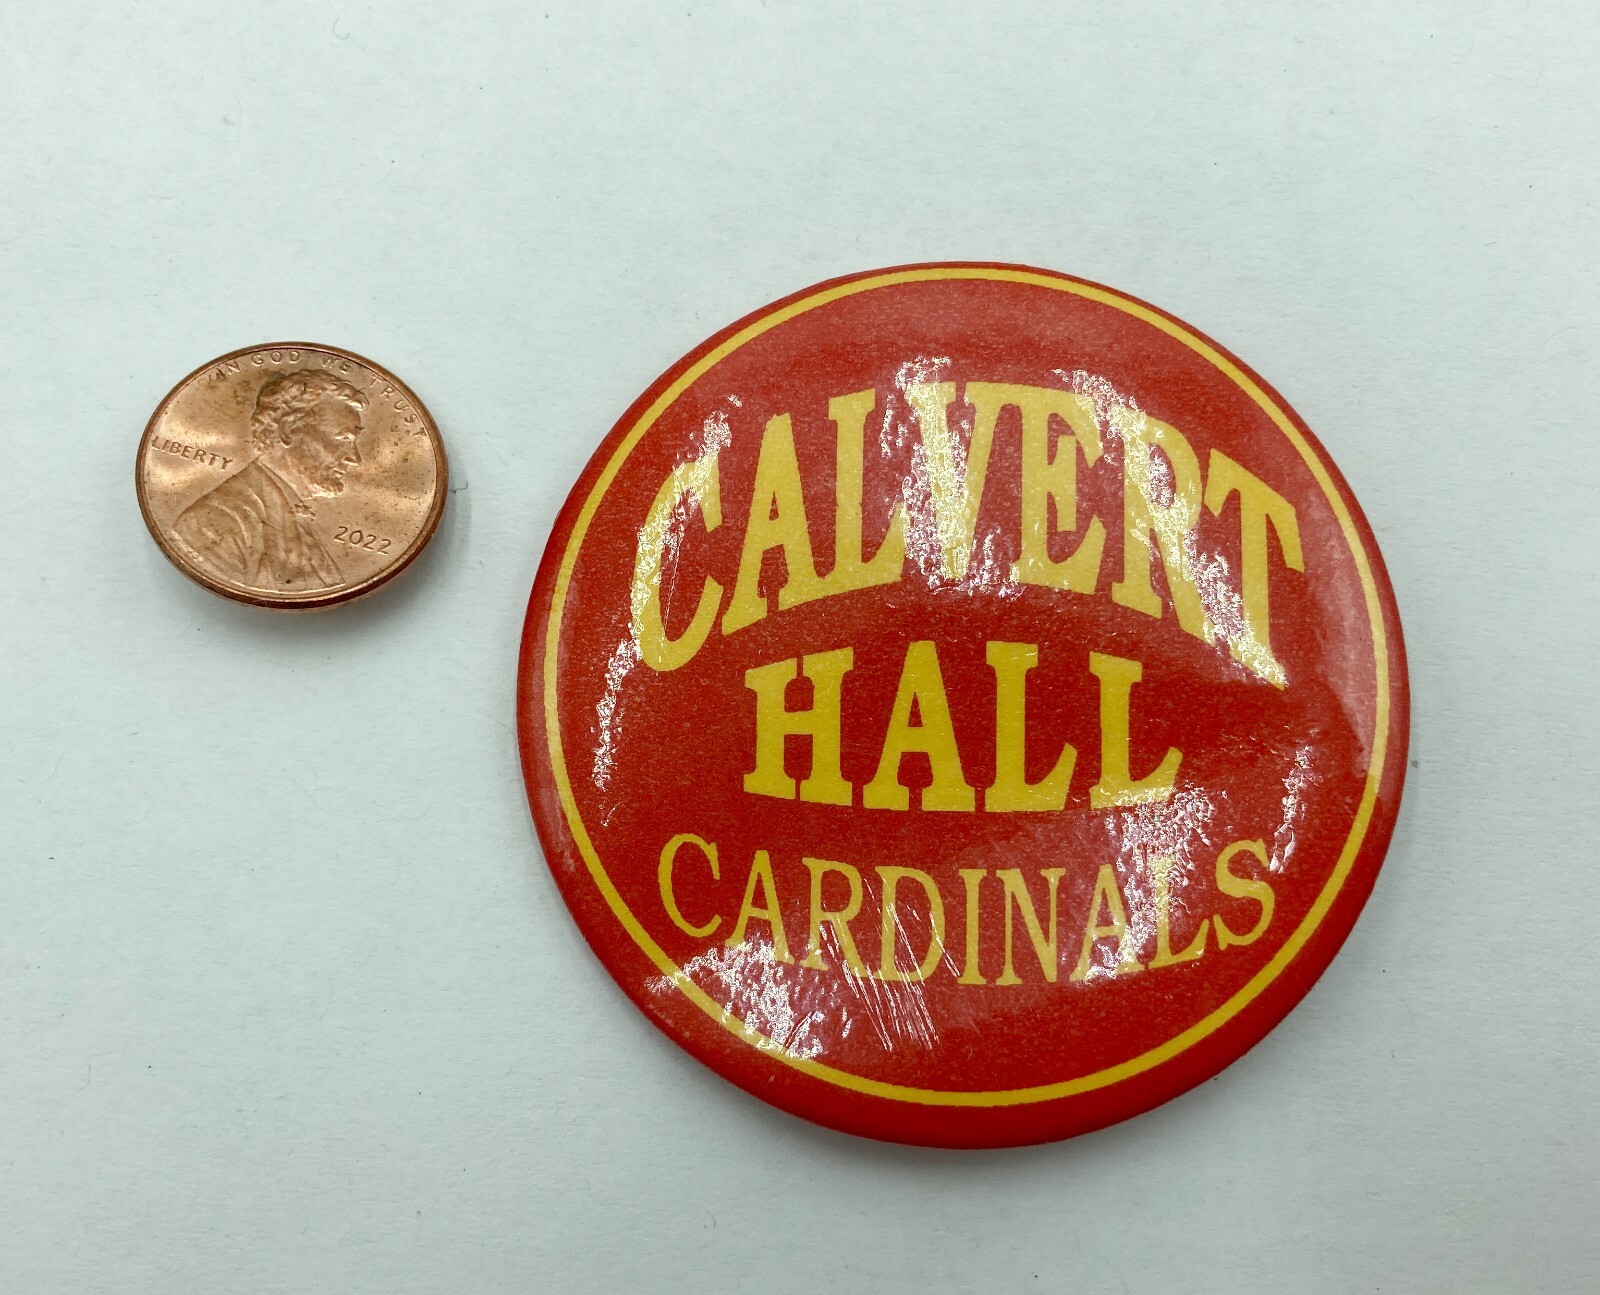 IN GOD WE TRUST
LIBERTY
2022
CALVERT
HALL
CARDINALS